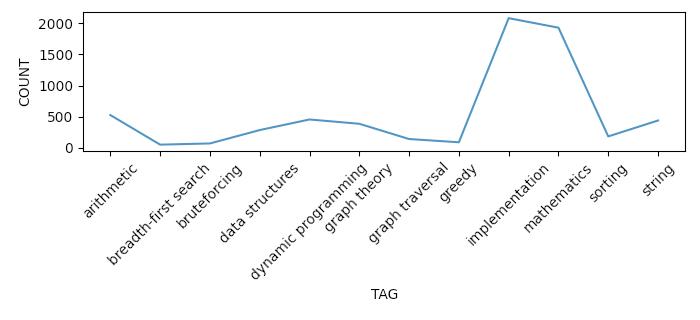 2000
1500
1000
500
0
COUNT
arithmetic
breadth-first search
bruteforcing
data structures
dynamic programming
graph theory
graph traversal
greedy
implementation
mathematics
sorting
string
TAG